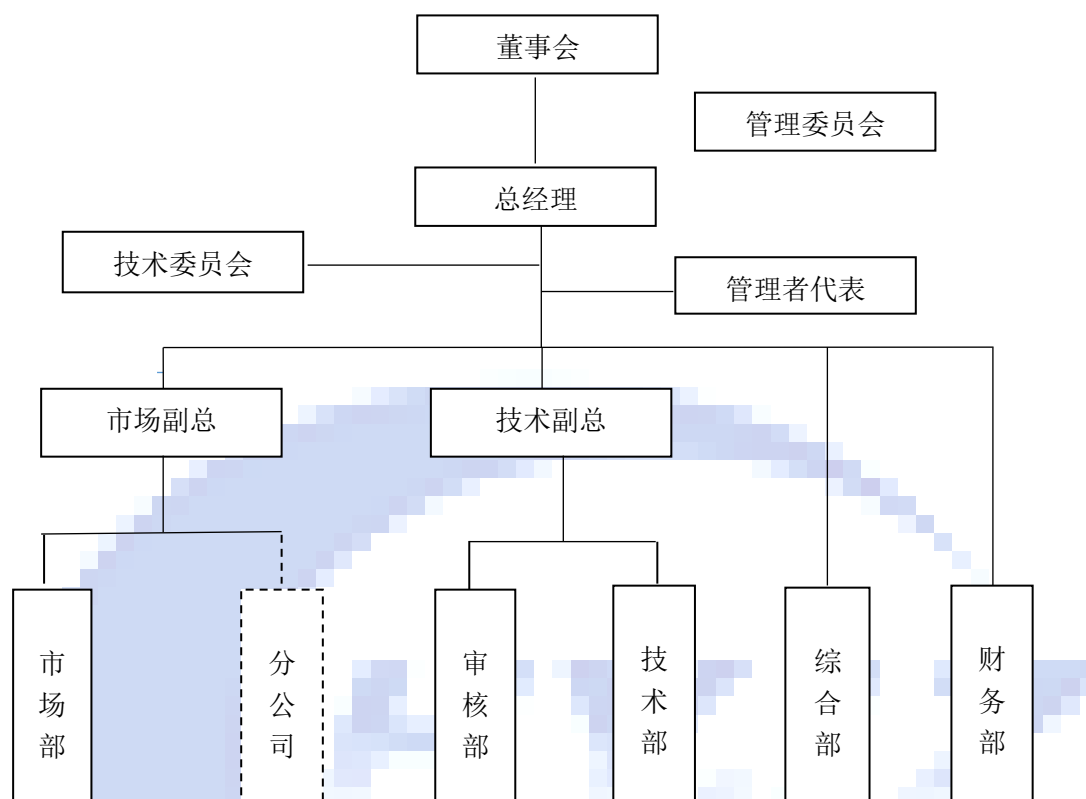 董事会
管理委员会
总经理
技术委员会
管理者代表
市场副总
技术副总
市场部
分公司
审核部
技术部
综合部
财务部